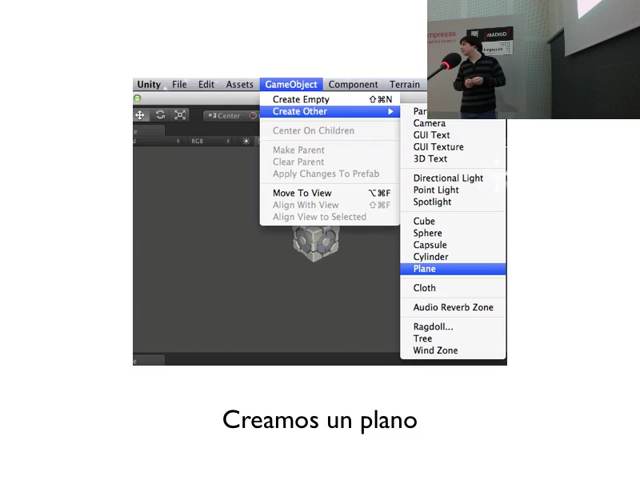 Unity File Edit Assets GameObject Component Terrain
Center
RGB
Create Empty ⇧⌘N
Create Other
Center On Children
Make Parent
Clear Parent
Apply Changes To Prefab
Move To View ⌥⌘F
Align With View ⇧⌘F
Align View to Selected
Camera
GUI Text
GUI Texture
3D Text
Directional Light
Point Light
Spotlight
Cube
Sphere
Capsule
Cylinder
Plane
Cloth
Audio Reverb Zone
Ragdoll...
Tree
Wind Zone
Creamos un plano